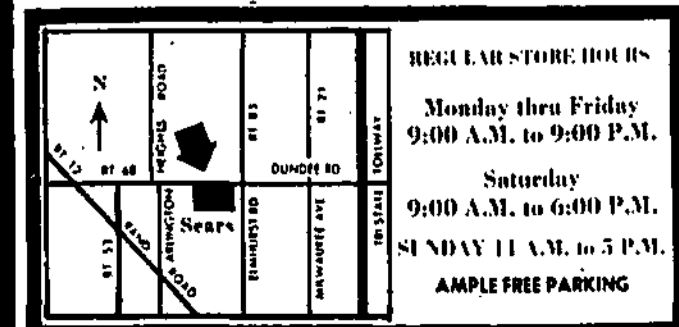 REGULAR STORE HOURS
Monday thru Friday
9:00 A.M. to 9:00 P.M.
Saturday
9:00 A.M. to 6:00 P.M.
SUNDAY 11 A.M. to 5 P.M.
AMPLE FREE PARKING
N
HEIGHTS ROAD
RT 83
RT 21
TOLLWAY
RT 12
RT 68
DUNDEE RD
RT 53
RAND ROAD
ARLINGTON
Sears
ELMHURST RD
MILWAUKEE AVE
TRI STATE